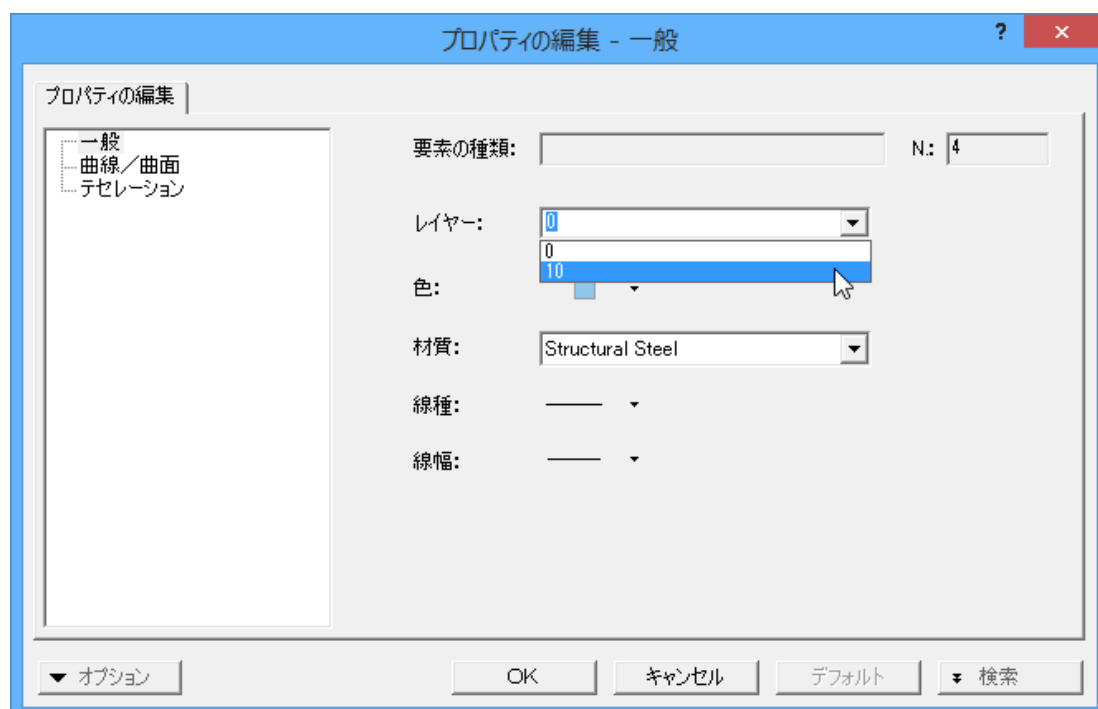 プロパティの編集 - 一般
?
×
プロパティの編集
一般
曲線／曲面
テセレーション
要素の種類:
N.: 4
レイヤー: 0
0
10
色:
材質: Structural Steel
線種:
線幅:
オプション
OK
キャンセル
デフォルト
検索